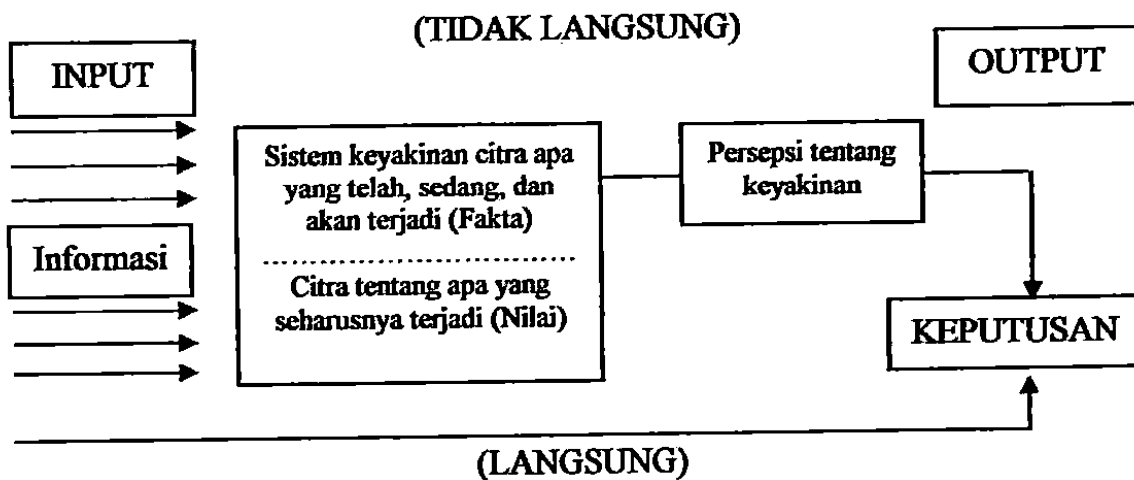 (TIDAK LANGSUNG)
INPUT
OUTPUT
Sistem keyakinan citra apa
yang telah, sedang, dan
akan terjadi (Fakta)
Citra tentang apa yang
seharusnya terjadi (Nilai)
Persepsi tentang
keyakinan
Informasi
KEPUTUSAN
(LANGSUNG)